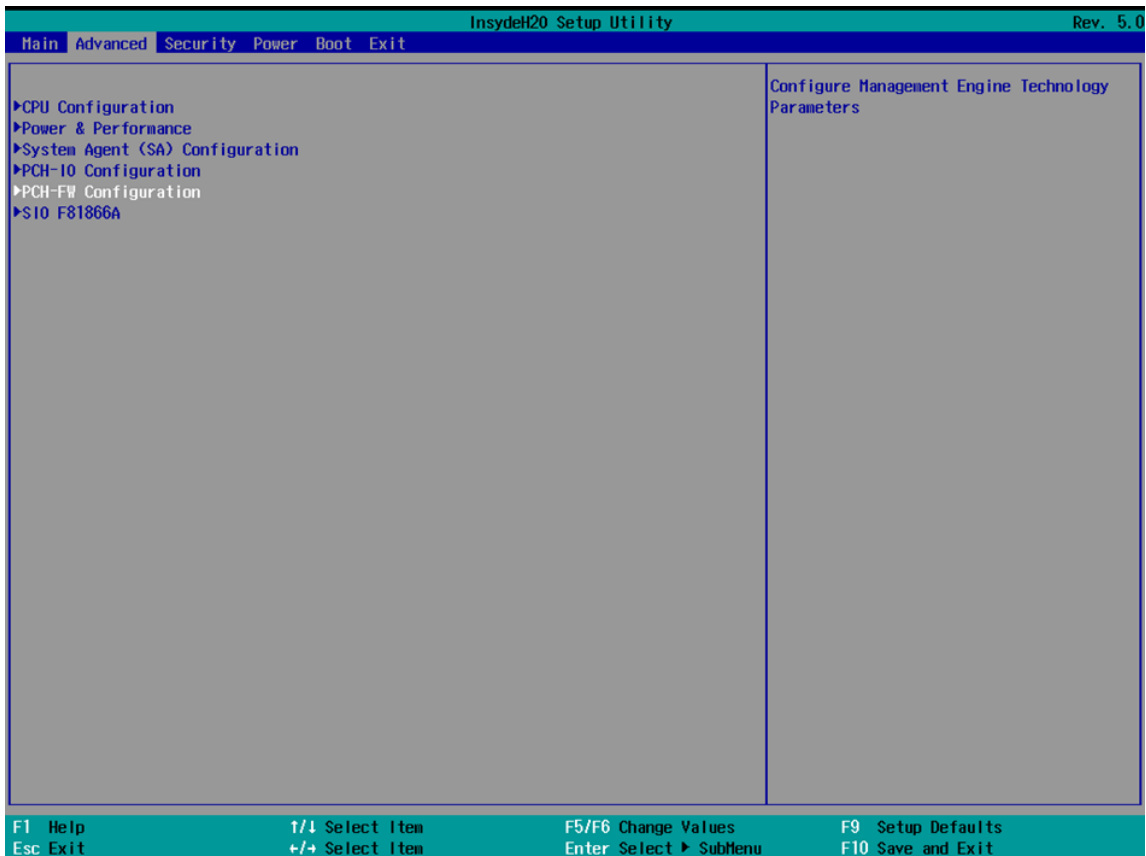 InsydeH20 Setup Utility Rev. 5.0
Main Advanced Security Power Boot Exit
▶CPU Configuration
▶Power & Performance
▶System Agent (SA) Configuration
▶PCH-IO Configuration
▶PCH-FW Configuration
▶SIO F81866A
Configure Management Engine Technology
Parameters
F1 Help ↑/↓ Select Item F5/F6 Change Values F9 Setup Defaults
Esc Exit ←/→ Select Item Enter Select ▶ SubMenu F10 Save and Exit